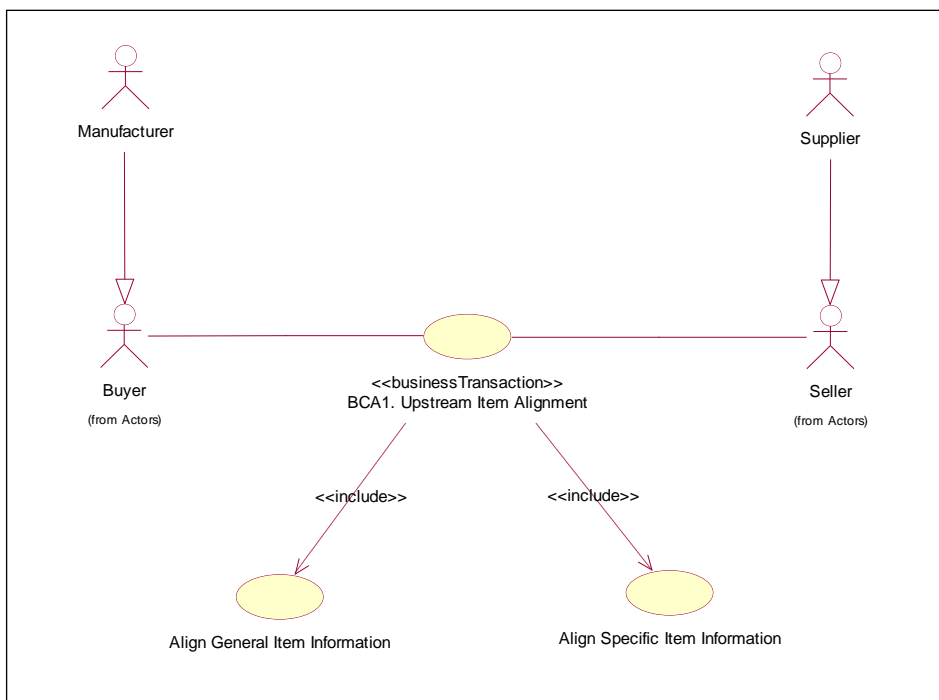 Manufacturer
Supplier
Buyer
(from Actors)
Seller
(from Actors)
<<businessTransaction>>
BCA1. Upstream Item Alignment
<<include>>
<<include>>
Align General Item Information
Align Specific Item Information